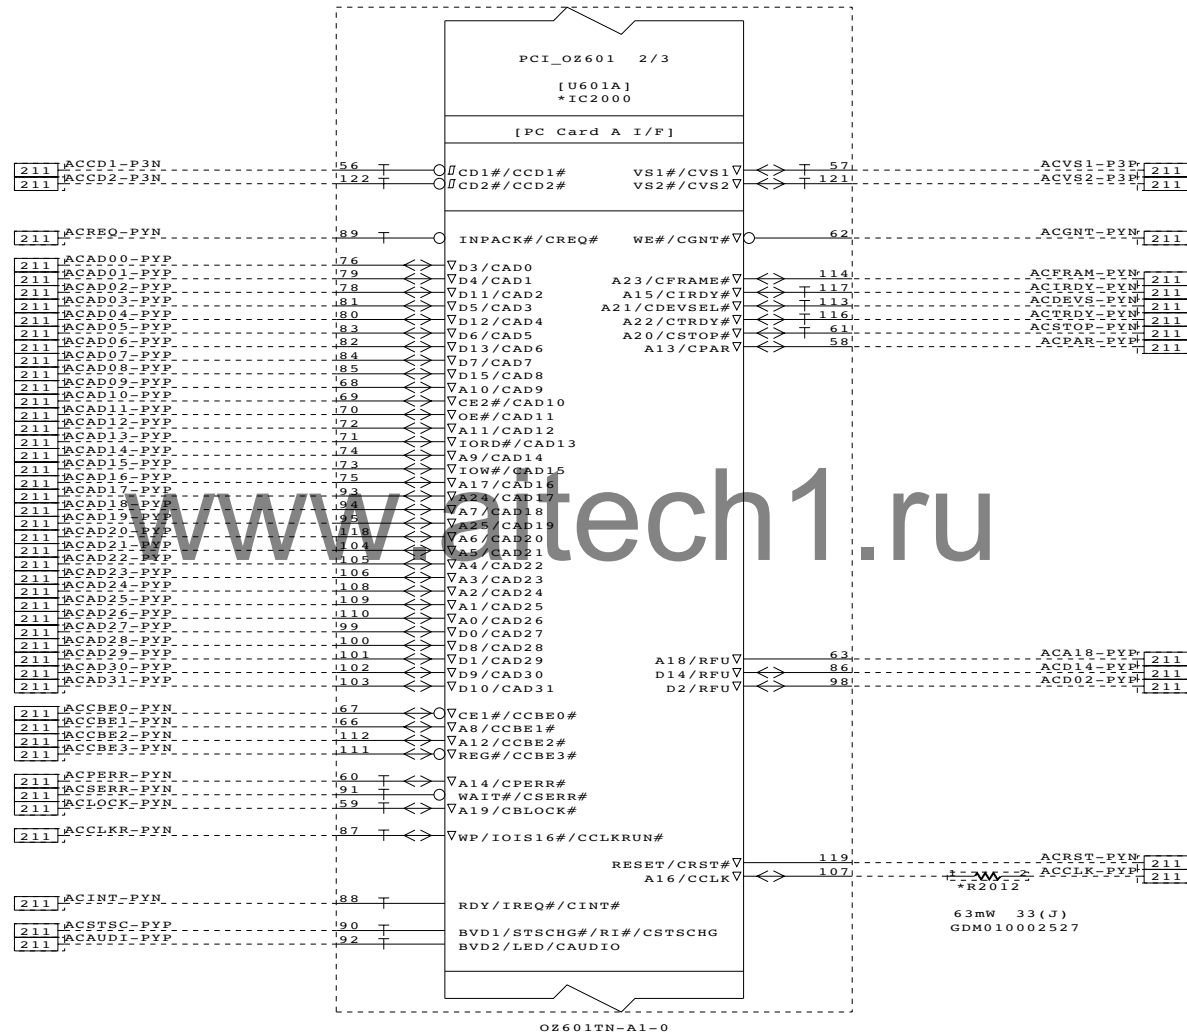 PCI_OZ601 2/3
[U601A]
*IC2000
[PC Card A I/F]
211 ACCD1-P3N 56 CD1#/CCD1# VS1#/CVS1 57 ACVS1-P3P 211
211 ACCD2-P3N 122 CD2#/CCD2# VS2#/CVS2 121 ACVS2-P3P 211
211 ACREQ-PYN 89 INPACK#/CREQ# WE#/CGNT# 62 ACGNT-PYN 211
211 ACAD00-PYP 76 D3/CAD0
211 ACAD01-PYP 79 D4/CAD1 A23/CFRAME# 114 ACFRAM-PYN 211
211 ACAD02-PYP 78 D11/CAD2 A15/CIRDY# 117 ACIRDY-PYN 211
211 ACAD03-PYP 81 D5/CAD3 A21/CDEVSEL# 113 ACDEVS-PYN 211
211 ACAD04-PYP 80 D12/CAD4 A22/CTRDY# 116 ACTRDY-PYN 211
211 ACAD05-PYP 83 D6/CAD5 A20/CSTOP# 61 ACSTOP-PYN 211
211 ACAD06-PYP 82 D13/CAD6 A13/CPAR 58 ACPAR-PYP 211
211 ACAD07-PYP 84 D7/CAD7
211 ACAD08-PYP 85 D15/CAD8
211 ACAD09-PYP 68 A10/CAD9
211 ACAD10-PYP 69 CE2#/CAD10
211 ACAD11-PYP 70 OE#/CAD11
211 ACAD12-PYP 72 A11/CAD12
211 ACAD13-PYP 71 IORD#/CAD13
211 ACAD14-PYP 74 A9/CAD14
211 ACAD15-PYP 73 IOW#/CAD15
211 ACAD16-PYP 75 A17/CAD16
211 ACAD17-PYP 93 A24/CAD17
211 ACAD18-PYP 94 A7/CAD18
211 ACAD19-PYP 95 A25/CAD19
211 ACAD20-PYP 118 A6/CAD20
211 ACAD21-PYP 104 A5/CAD21
211 ACAD22-PYP 105 A4/CAD22
211 ACAD23-PYP 106 A3/CAD23
211 ACAD24-PYP 108 A2/CAD24
211 ACAD25-PYP 109 A1/CAD25
211 ACAD26-PYP 110 A0/CAD26
211 ACAD27-PYP 99 D0/CAD27
211 ACAD28-PYP 100 D8/CAD28
211 ACAD29-PYP 101 D1/CAD29 A18/RFU 63 ACA18-PYP 211
211 ACAD30-PYP 102 D9/CAD30 D14/RFU 86 ACD14-PYP 211
211 ACAD31-PYP 103 D10/CAD31 D2/RFU 98 ACD02-PYP 211
211 ACCBE0-PYN 67 CE1#/CCBE0#
211 ACCBE1-PYN 66 A8/CCBE1#
211 ACCBE2-PYN 112 A12/CCBE2#
211 ACCBE3-PYN 111 REG#/CCBE3#
211 ACPERR-PYN 60 A14/CPERR#
211 ACSERR-PYN 91 WAIT#/CSERR#
211 ACLOCK-PYN 59 A19/CBLOCK#
211 ACCLKR-PYN 87 WP/IOIS16#/CCLKRUN#
RESET/CRST# 119 ACRST-PYN 211
A16/CCLK 107 1 2 ACCLK-PYP 211
*R2012
211 ACINT-PYN 88 RDY/IREQ#/CINT#
63mW 33(J)
GDM010002527
211 ACSTSC-PYP 90 BVD1/STSCHG#/RI#/CSTSCHG
211 ACAUDI-PYP 92 BVD2/LED/CAUDIO
OZ601TN-A1-0
www.aitech1.ru